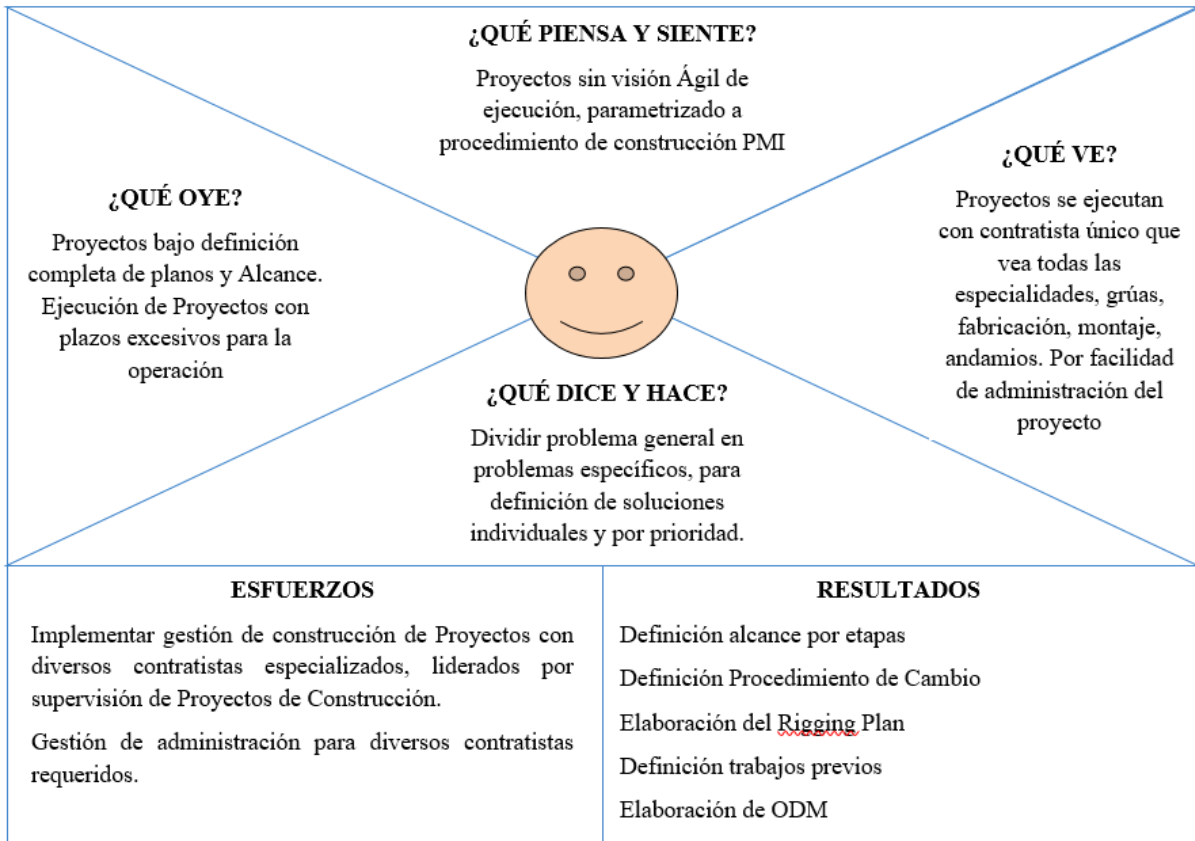 ¿QUÉ PIENSA Y SIENTE?
Proyectos sin visión Ágil de
ejecución, parametrizado a
procedimiento de construcción PMI
¿QUÉ OYE?
Proyectos bajo definición
completa de planos y Alcance.
Ejecución de Proyectos con
plazos excesivos para la
operación
¿QUÉ VE?
Proyectos se ejecutan
con contratista único que
vea todas las
especialidades, grúas,
fabricación, montaje,
andamios. Por facilidad
de administración del
proyecto
¿QUÉ DICE Y HACE?
Dividir problema general en
problemas específicos, para
definición de soluciones
individuales y por prioridad.
ESFUERZOS
Implementar gestión de construcción de Proyectos con
diversos contratistas especializados, liderados por
supervisión de Proyectos de Construcción.
Gestión de administración para diversos contratistas
requeridos.
RESULTADOS
Definición alcance por etapas
Definición Procedimiento de Cambio
Elaboración del Rigging Plan
Definición trabajos previos
Elaboración de ODM